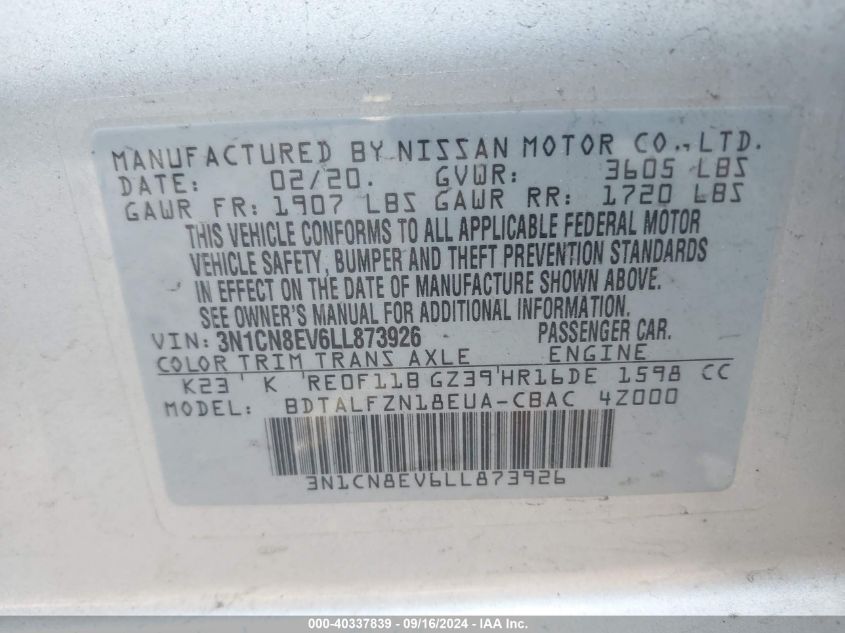 MANUFACTURED BY NISSAN MOTOR CO., LTD.
DATE: 02/20. GVWR: 3605 LBS
GAWR FR: 1907 LBS GAWR RR: 1720 LBS
THIS VEHICLE CONFORMS TO ALL APPLICABLE FEDERAL MOTOR
VEHICLE SAFETY, BUMPER AND THEFT PREVENTION STANDARDS
IN EFFECT ON THE DATE OF MANUFACTURE SHOWN ABOVE.
SEE OWNER'S MANUAL FOR ADDITIONAL INFORMATION.
VIN: 3N1CN8EV6LL873926 PASSENGER CAR.
COLOR TRIM TRANS AXLE ENGINE
K23 K RE0F11B GZ39 HR16DE 1598 CC
MODEL: BDTALFZN18EUA-CBAC 4Z000
3N1CN8EV6LL873926
000-40337839 - 09/16/2024 - IAA Inc.